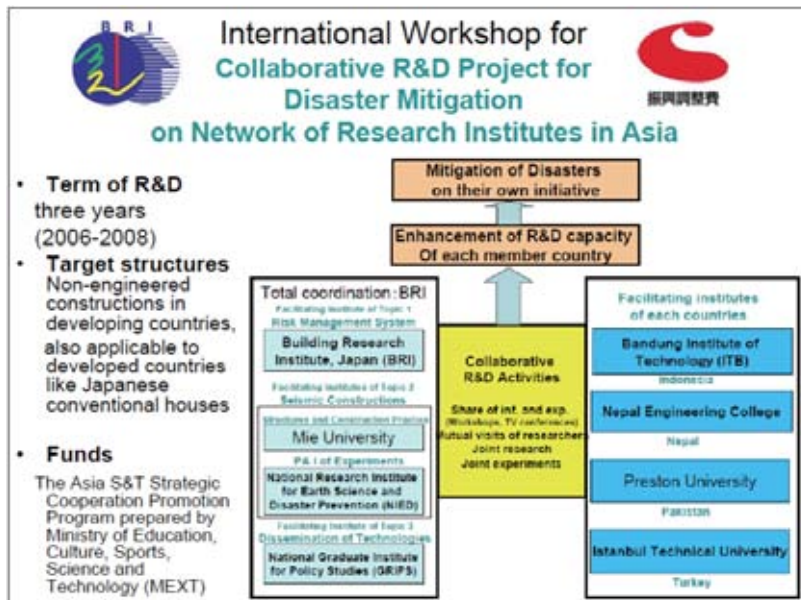 BRI
International Workshop for
Collaborative R&D Project for
Disaster Mitigation
on Network of Research Institutes in Asia
振興調整費
• Term of R&D
three years
(2006-2008)
• Target structures
Non-engineered
constructions in
developing countries,
also applicable to
developed countries
like Japanese
conventional houses
• Funds
The Asia S&T Strategic
Cooperation Promotion
Program prepared by
Ministry of Education,
Culture, Sports,
Science and
Technology (MEXT)
Mitigation of Disasters
on their own initiative
Enhancement of R&D capacity
Of each member country
Total coordination:BRI
Facilitating Institute of Topic 1
Risk Management System
Building Research
Institute, Japan (BRI)
Facilitating Institutes of Topic 2
Seismic Constructions
Structures and Construction Practice
Mie University
P& I of Experiments
National Research Institute
for Earth Science and
Disaster Prevention (NIED)
Facilitating Institute of Topic 3
Dissemination of Technologies
National Graduate Institute
for Policy Studies (GRIPS)
Collaborative
R&D Activities
Share of inf. and exp.
(Workshops, TV conferences)
Mutual visits of researchers
Joint research
Joint experiments
Facilitating institutes
of each countries
Bandung Institute of
Technology (ITB)
Indonesia
Nepal Engineering College
Nepal
Preston University
Pakistan
Istanbul Technical University
Turkey